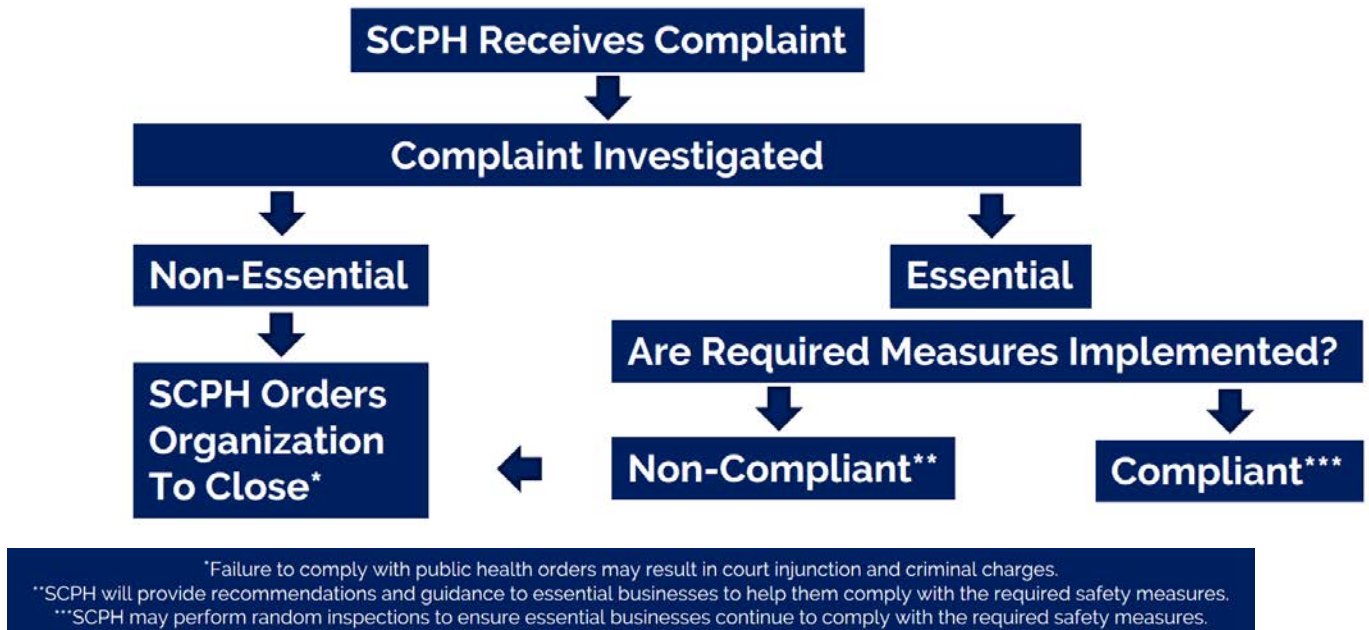 SCPH Receives Complaint
Complaint Investigated
Non-Essential
Essential
Are Required Measures Implemented?
SCPH Orders
Organization
To Close*
Non-Compliant**
Compliant***
*Failure to comply with public health orders may result in court injunction and criminal charges.
**SCPH will provide recommendations and guidance to essential businesses to help them comply with the required safety measures.
***SCPH may perform random inspections to ensure essential businesses continue to comply with the required safety measures.